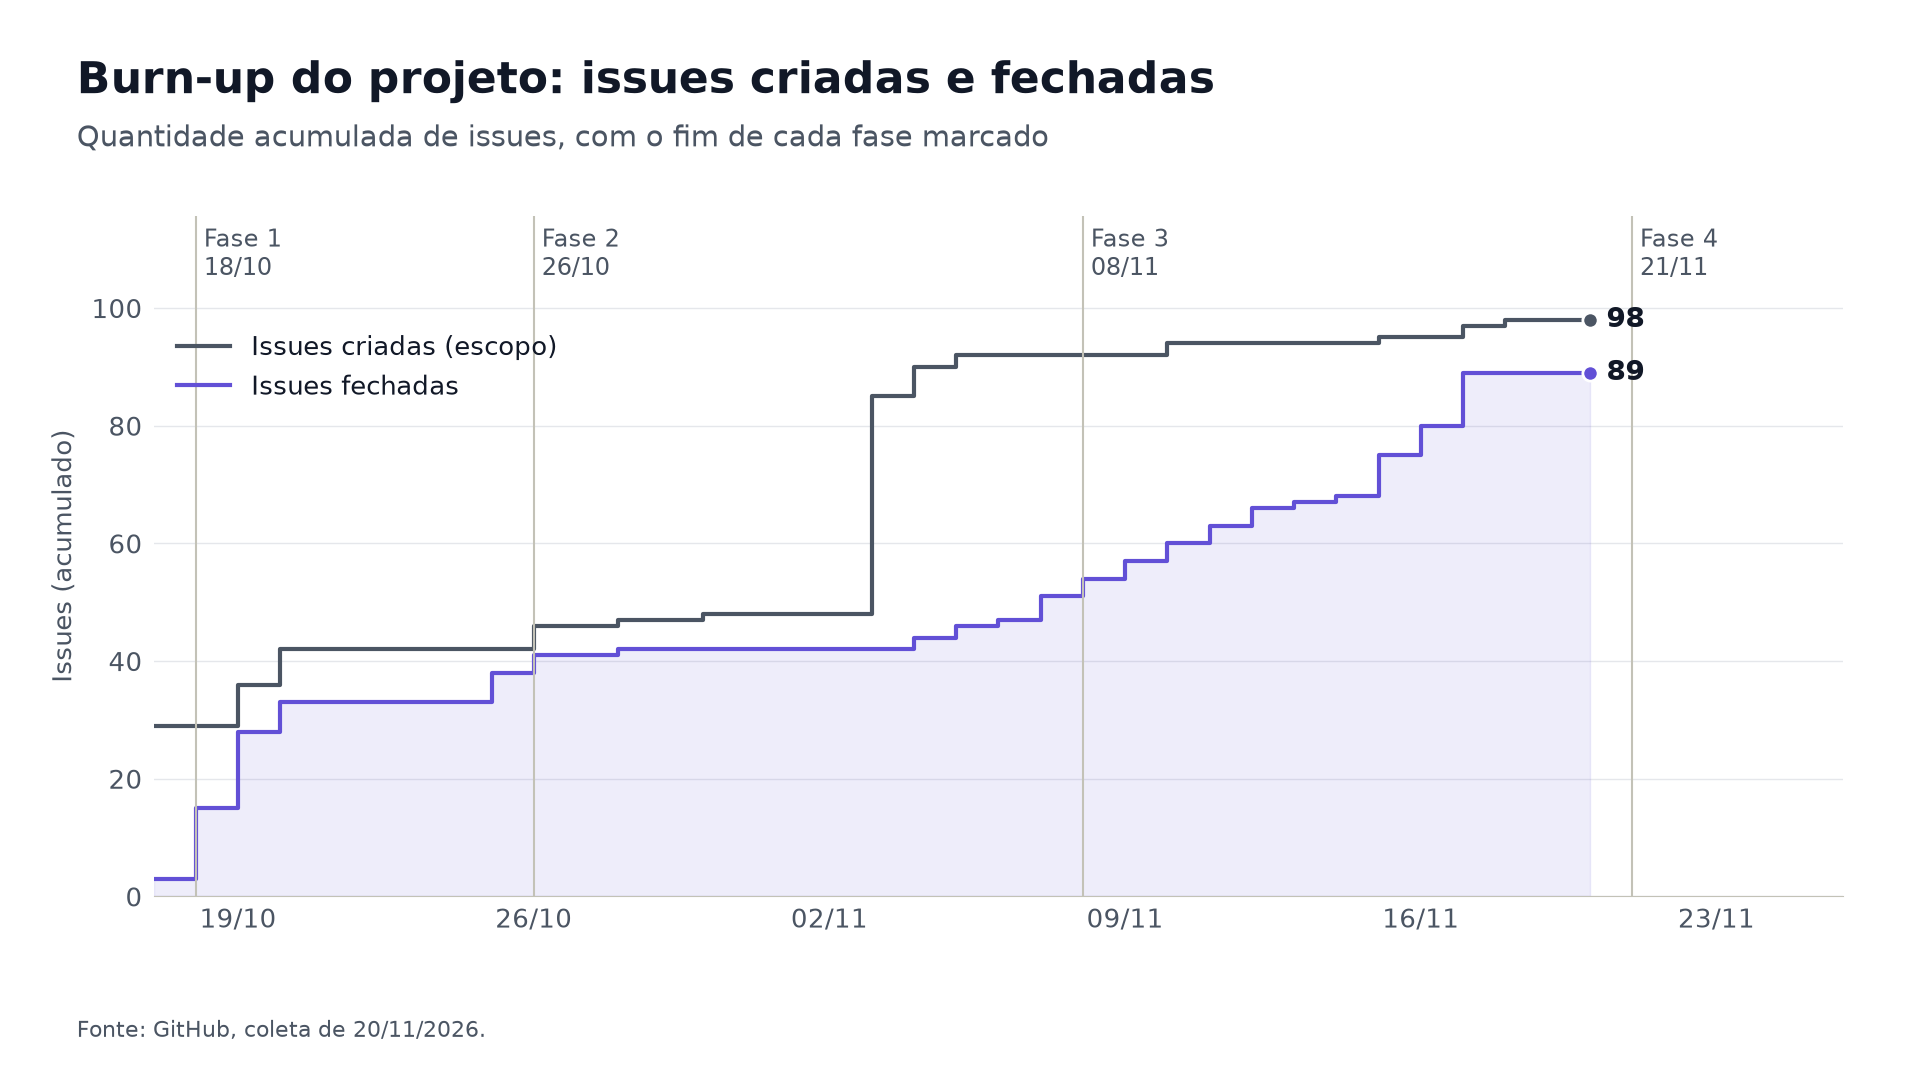 Burn-up do projeto: issues criadas e fechadas
Quantidade acumulada de issues, com o fim de cada fase marcado
Fase 1
18/10
Fase 2
26/10
Fase 3
08/11
Fase 4
21/11
Issues criadas (escopo)
Issues fechadas
98
89
Issues (acumulado)
100
80
60
40
20
0
19/10
26/10
02/11
09/11
16/11
23/11
Fonte: GitHub, coleta de 20/11/2026.